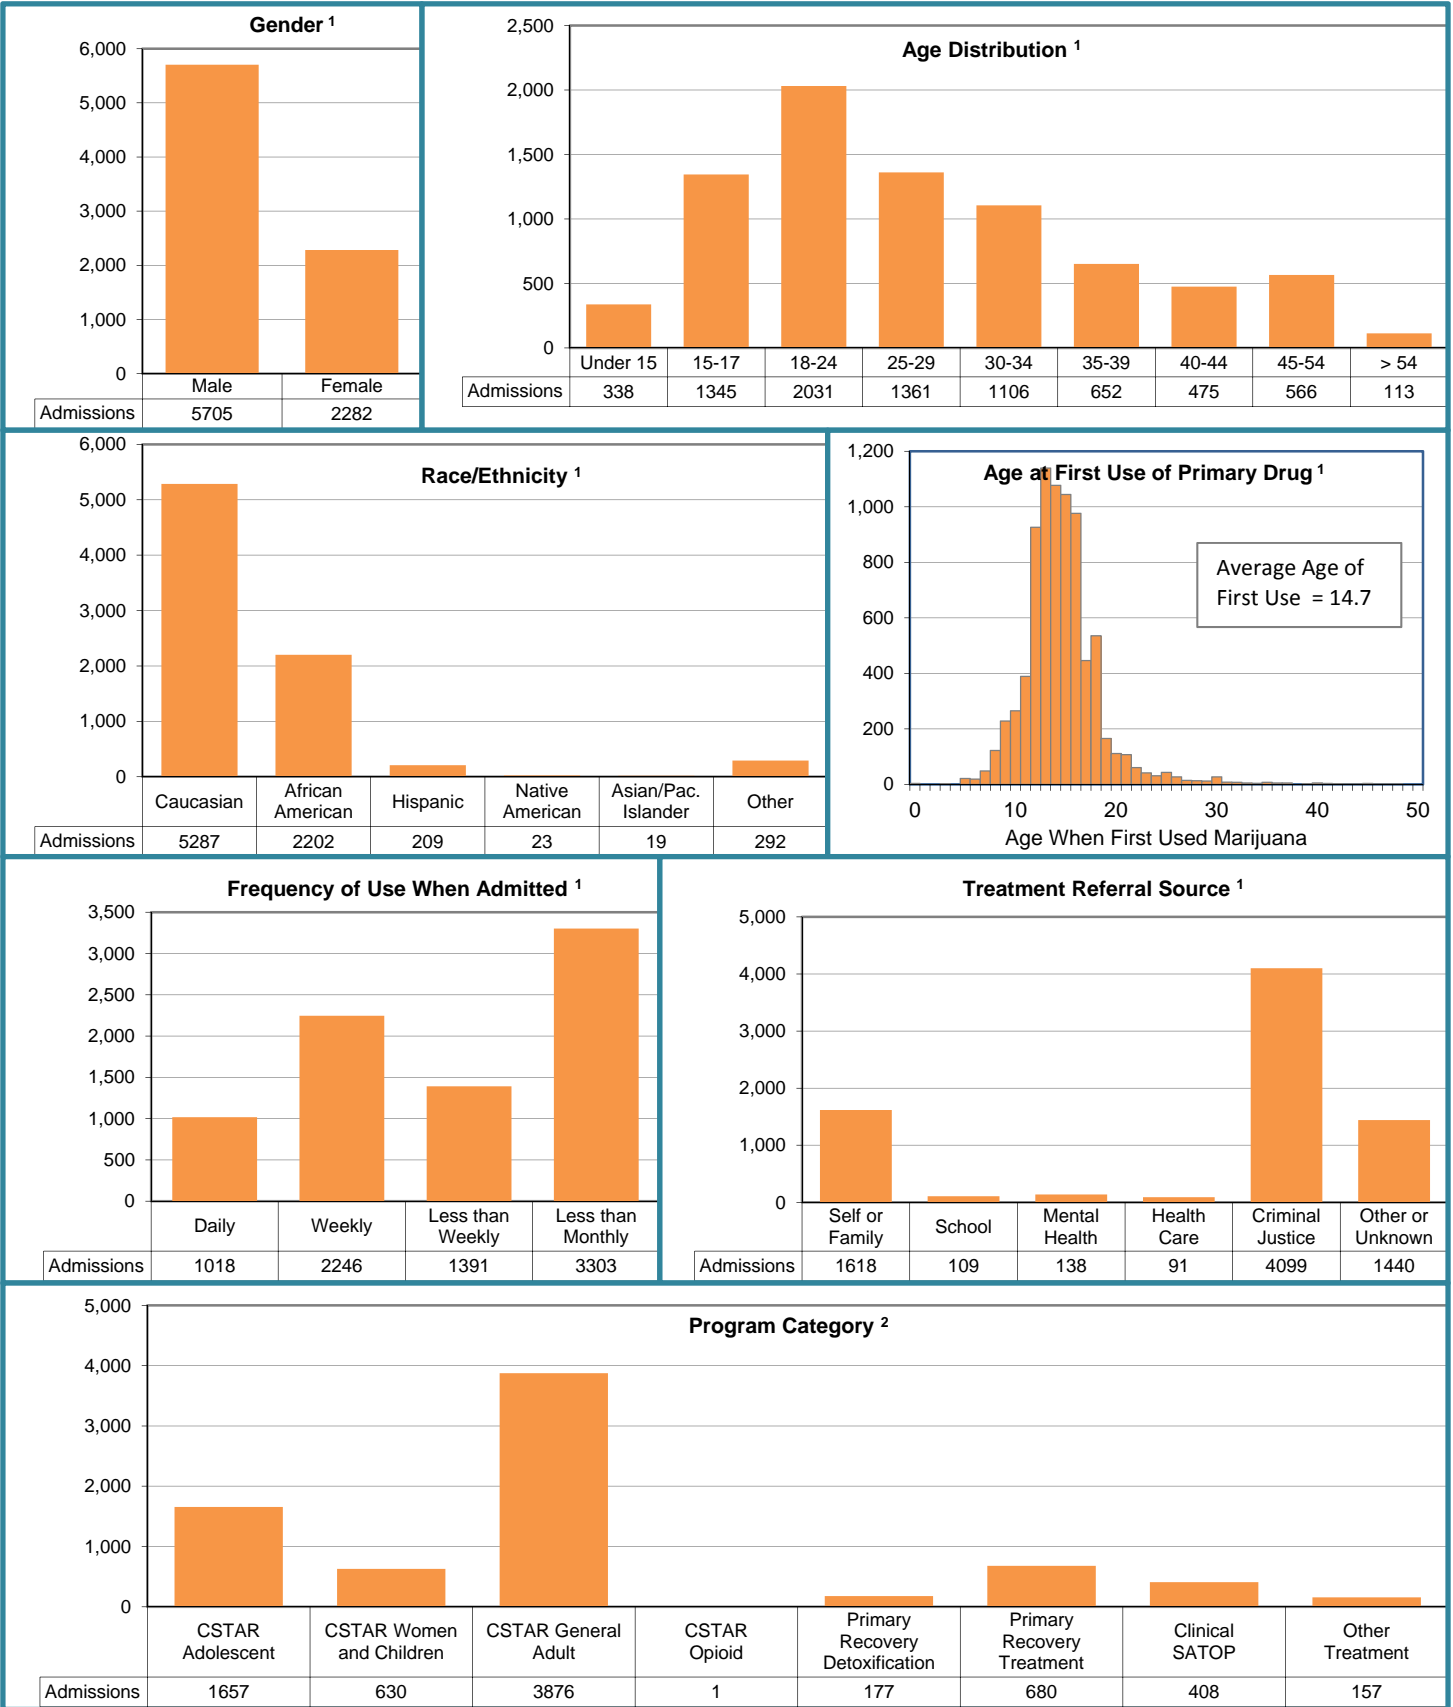 Gender 1
6,000
5,000
4,000
3,000
2,000
1,000
0
Male Female
Admissions 5705 2282
Age Distribution 1
2,500
2,000
1,500
1,000
500
0
Under 15 15-17 18-24 25-29 30-34 35-39 40-44 45-54 > 54
Admissions 338 1345 2031 1361 1106 652 475 566 113
Race/Ethnicity 1
6,000
5,000
4,000
3,000
2,000
1,000
0
Caucasian African American Hispanic Native American Asian/Pac. Islander Other
Admissions 5287 2202 209 23 19 292
Age at First Use of Primary Drug 1
1,200
1,000
800
600
400
200
0
Average Age of
First Use = 14.7
0 10 20 30 40 50
Age When First Used Marijuana
Frequency of Use When Admitted 1
3,500
3,000
2,500
2,000
1,500
1,000
500
0
Daily Weekly Less than Weekly Less than Monthly
Admissions 1018 2246 1391 3303
Treatment Referral Source 1
5,000
4,000
3,000
2,000
1,000
0
Self or Family School Mental Health Health Care Criminal Justice Other or Unknown
Admissions 1618 109 138 91 4099 1440
Program Category 2
5,000
4,000
3,000
2,000
1,000
0
CSTAR Adolescent CSTAR Women and Children CSTAR General Adult CSTAR Opioid Primary Recovery Detoxification Primary Recovery Treatment Clinical SATOP Other Treatment
Admissions 1657 630 3876 1 177 680 408 157